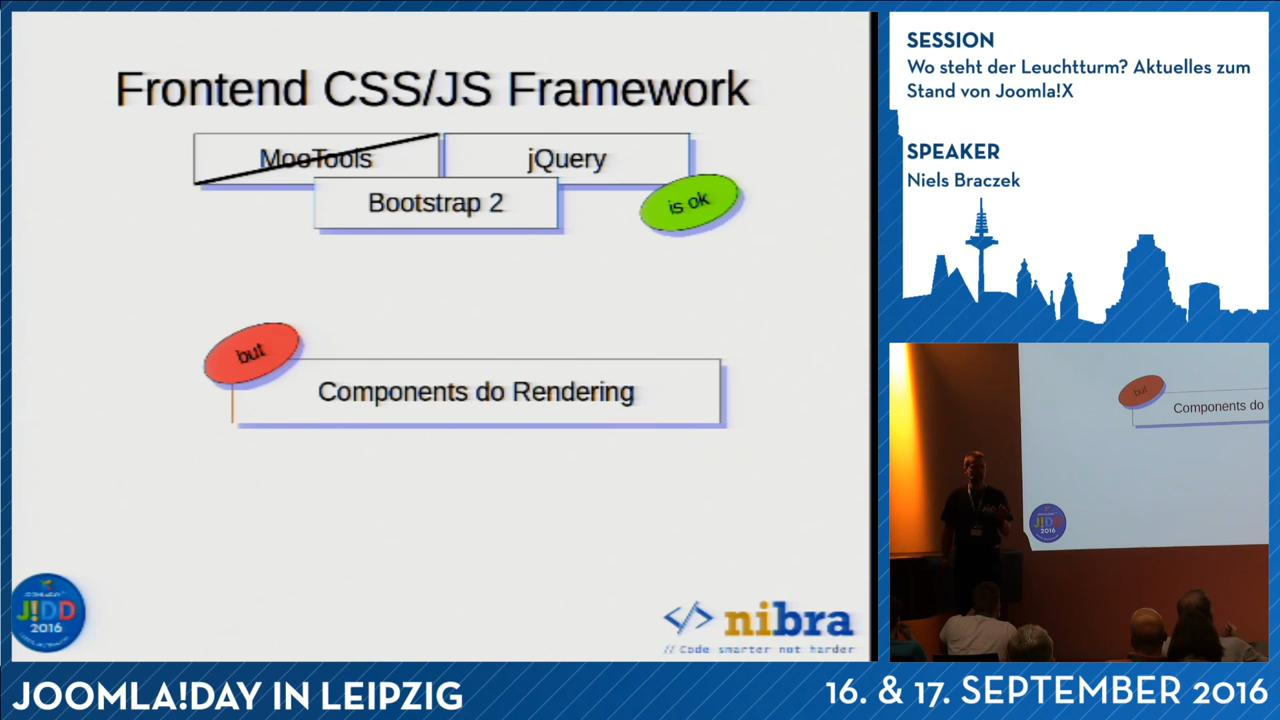 Frontend CSS/JS Framework
MooTools
jQuery
Bootstrap 2
is ok
but
Components do Rendering
J!DD
2016
</> nibra
// Code smarter not harder
SESSION
Wo steht der Leuchtturm? Aktuelles zum
Stand von Joomla!X
SPEAKER
Niels Braczek
but
Components do
J!DD
2016
JOOMLA!DAY IN LEIPZIG
16. & 17. SEPTEMBER 2016